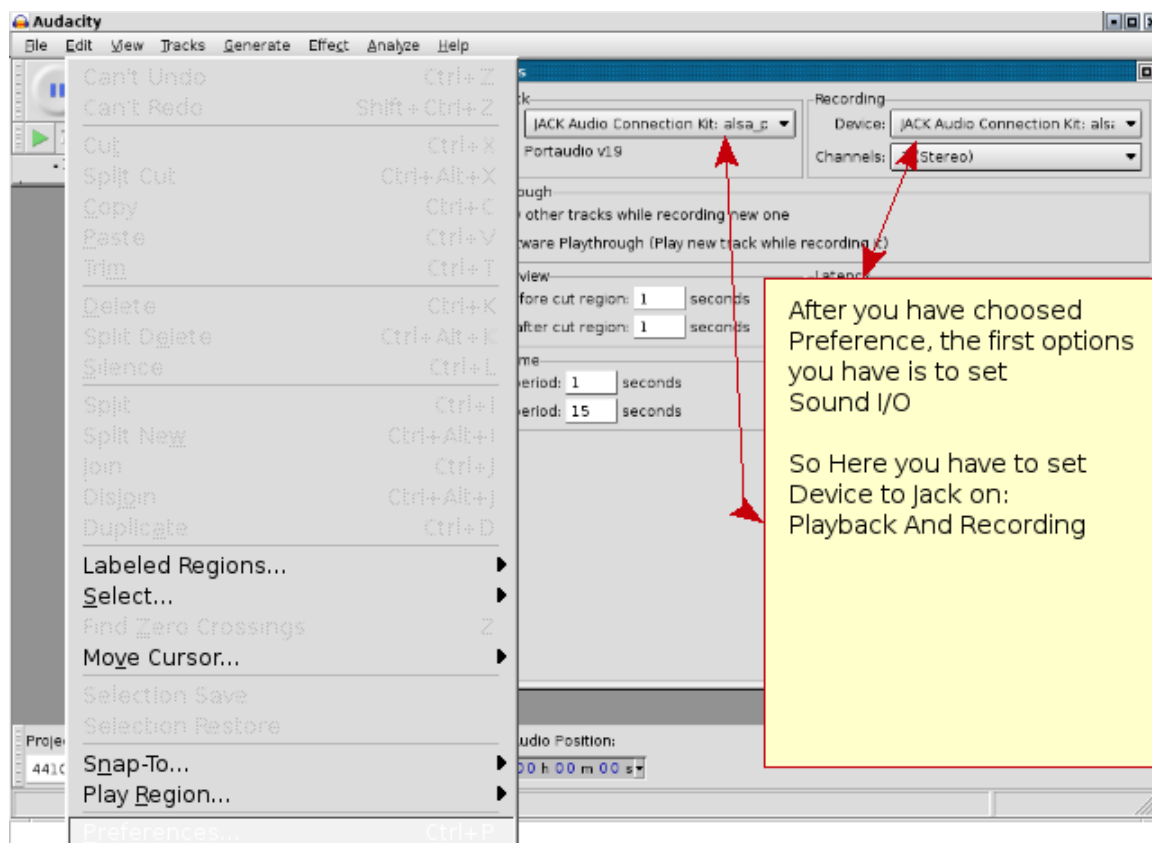 Audacity
File Edit View Tracks Generate Effect Analyze Help
Can't Undo Ctrl+Z
Can't Redo Shift+Ctrl+Z
Cut Ctrl+X
Split Cut Ctrl+Alt+X
Copy Ctrl+C
Paste Ctrl+V
Trim Ctrl+T
Delete Ctrl+K
Split Delete Ctrl+Alt+K
Silence Ctrl+L
Split Ctrl+I
Split New Ctrl+Alt+I
Join Ctrl+J
Disjoin Ctrl+Alt+J
Duplicate Ctrl+D
Labeled Regions...
Select...
Find Zero Crossings Z
Move Cursor...
Selection Save
Selection Restore
Snap-To...
Play Region...
Preferences... Ctrl+P
JACK Audio Connection Kit: alsa_p
Portaudio v19
Recording
Device: JACK Audio Connection Kit: als
Channels: (Stereo)
other tracks while recording new one
Playthrough (Play new track while recording it)
cut region: 1 seconds
after cut region: 1 seconds
Latency
period: 1 seconds
period: 15 seconds
Position:
00 h 00 m 00 s
After you have choosed
Preference, the first options
you have is to set
Sound I/O
So Here you have to set
Device to Jack on:
Playback And Recording